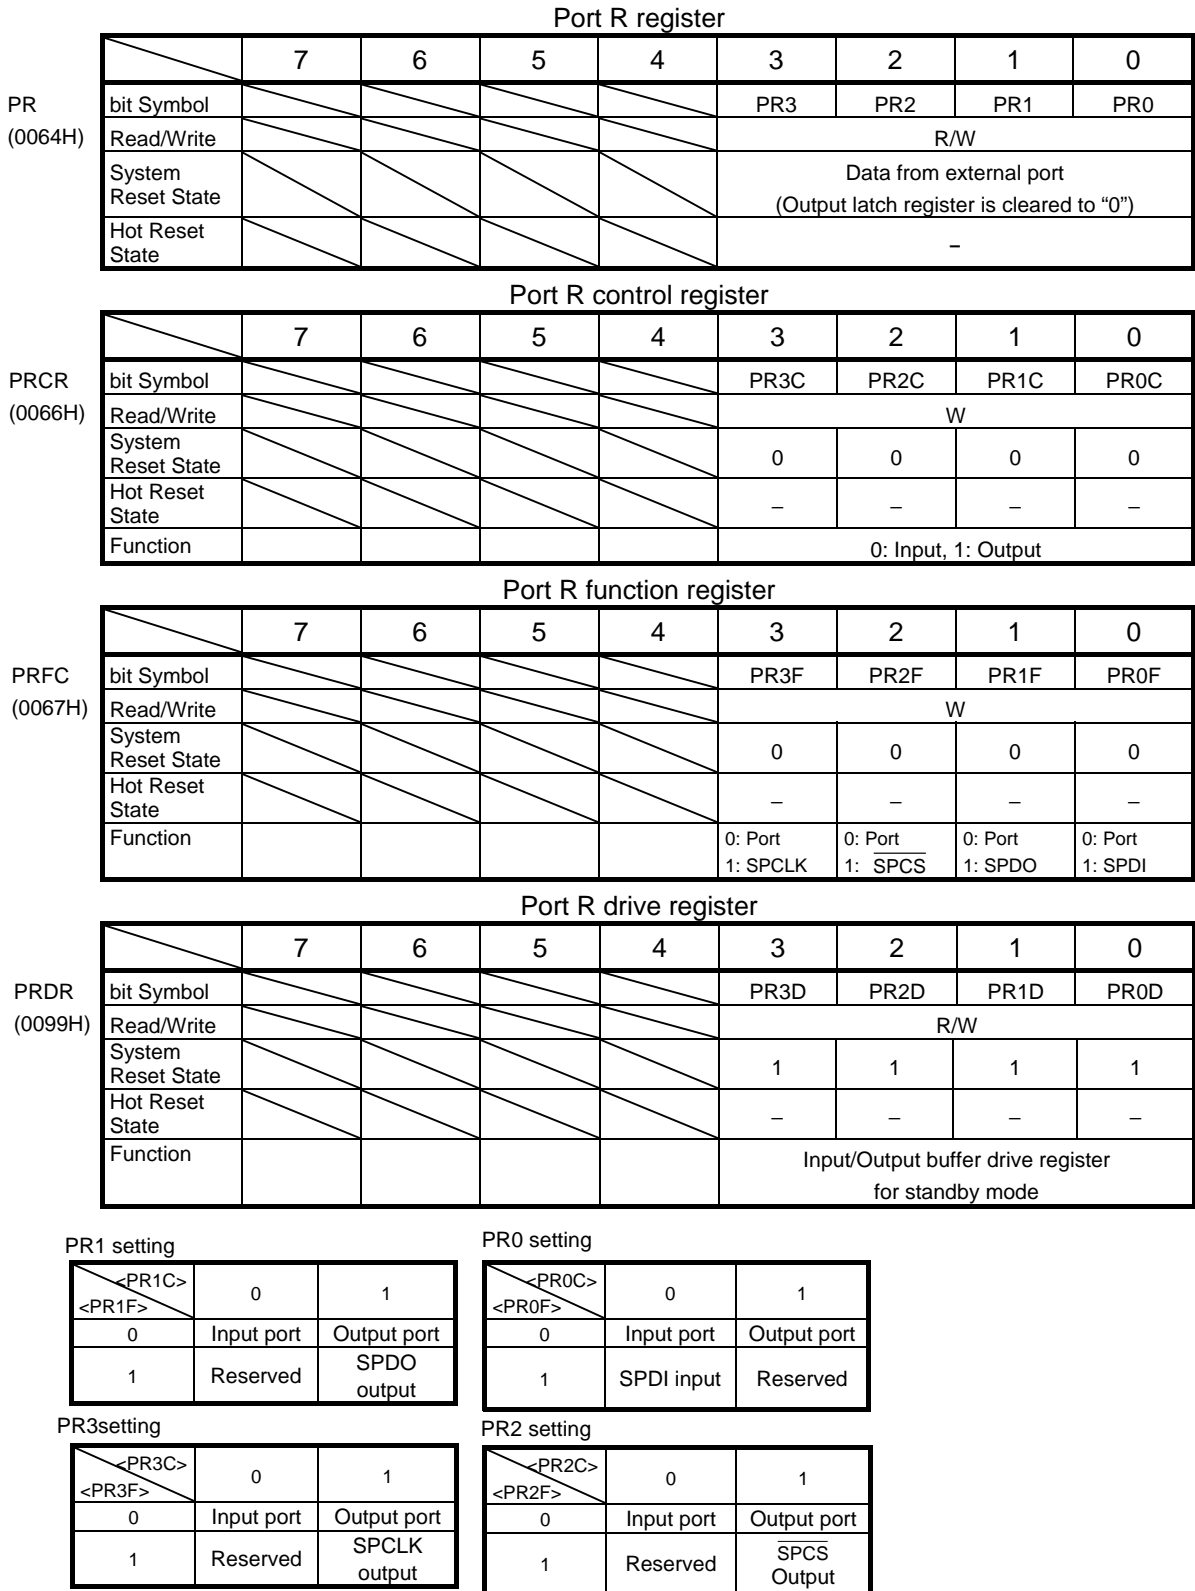 Port R register
7 6 5 4 3 2 1 0
PR
(0064H)
bit Symbol PR3 PR2 PR1 PR0
Read/Write R/W
System
Reset State
Data from external port
(Output latch register is cleared to “0”)
Hot Reset
State
–
Port R control register
7 6 5 4 3 2 1 0
PRCR
(0066H)
bit Symbol PR3C PR2C PR1C PR0C
Read/Write W
System
Reset State
0 0 0 0
Hot Reset
State
– – – –
Function 0: Input, 1: Output
Port R function register
7 6 5 4 3 2 1 0
PRFC
(0067H)
bit Symbol PR3F PR2F PR1F PR0F
Read/Write W
System
Reset State
0 0 0 0
Hot Reset
State
– – – –
Function 0: Port 0: Port 0: Port 0: Port
1: SPCLK 1: SPCS 1: SPDO 1: SPDI
Port R drive register
7 6 5 4 3 2 1 0
PRDR
(0099H)
bit Symbol PR3D PR2D PR1D PR0D
Read/Write R/W
System
Reset State
1 1 1 1
Hot Reset
State
– – – –
Function
Input/Output buffer drive register
for standby mode
PR1 setting
<PR1C>
<PR1F>
0 1
0 Input port Output port
1 Reserved SPDO
output
PR0 setting
<PR0C>
<PR0F>
0 1
0 Input port Output port
1 SPDI input Reserved
PR3setting
<PR3C>
<PR3F>
0 1
0 Input port Output port
1 Reserved SPCLK
output
PR2 setting
<PR2C>
<PR2F>
0 1
0 Input port Output port
1 Reserved SPCS
Output